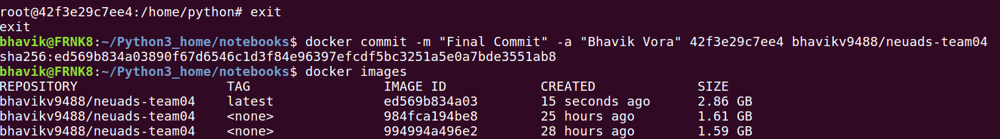 root@42f3e29c7ee4:/home/python# exit
exit
bhavik@FRNK8:~/Python3_home/notebooks$ docker commit -m "Final Commit" -a "Bhavik Vora" 42f3e29c7ee4 bhavikv9488/neuads-team04
sha256:ed569b834a03890f67d6546c1d3f84e96397efcdf5bc3251a5e0a7bde3551ab8
bhavik@FRNK8:~/Python3_home/notebooks$ docker images
REPOSITORY TAG IMAGE ID CREATED SIZE
bhavikv9488/neuads-team04 latest ed569b834a03 15 seconds ago 2.86 GB
bhavikv9488/neuads-team04 <none> 984fca194be8 25 hours ago 1.61 GB
bhavikv9488/neuads-team04 <none> 994994a496e2 28 hours ago 1.59 GB